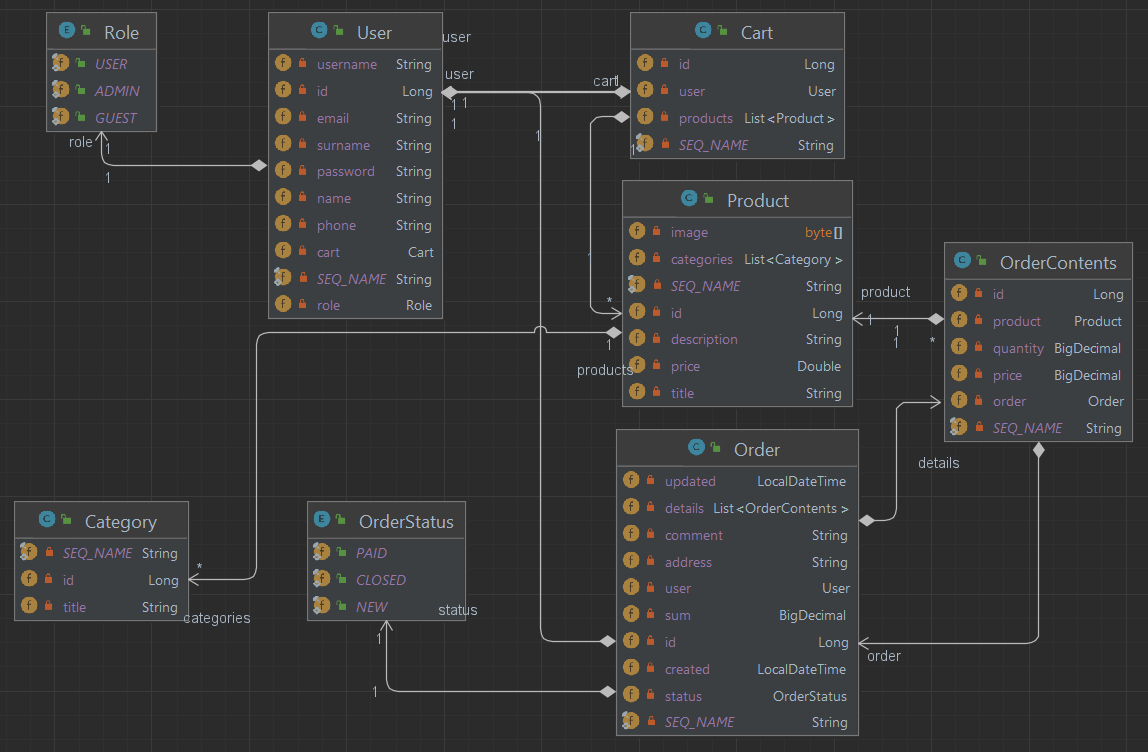 Role
USER
ADMIN
GUEST
role
1
1
User
username String
id Long
email String
surname String
password String
name String
phone String
cart Cart
SEQ_NAME String
role Role
user
user
1 1
1
cart
1
1
Cart
id Long
user User
products List<Product>
SEQ_NAME String
1
Product
image byte[]
categories List<Category>
SEQ_NAME String
id Long
description String
price Double
title String
*
1
products
product
1
1
1
*
OrderContents
id Long
product Product
quantity BigDecimal
price BigDecimal
order Order
SEQ_NAME String
details
order
Order
updated LocalDateTime
details List<OrderContents>
comment String
address String
user User
sum BigDecimal
id Long
created LocalDateTime
status OrderStatus
SEQ_NAME String
Category
SEQ_NAME String
id Long
title String
*
categories
OrderStatus
PAID
CLOSED
NEW
status
1
1